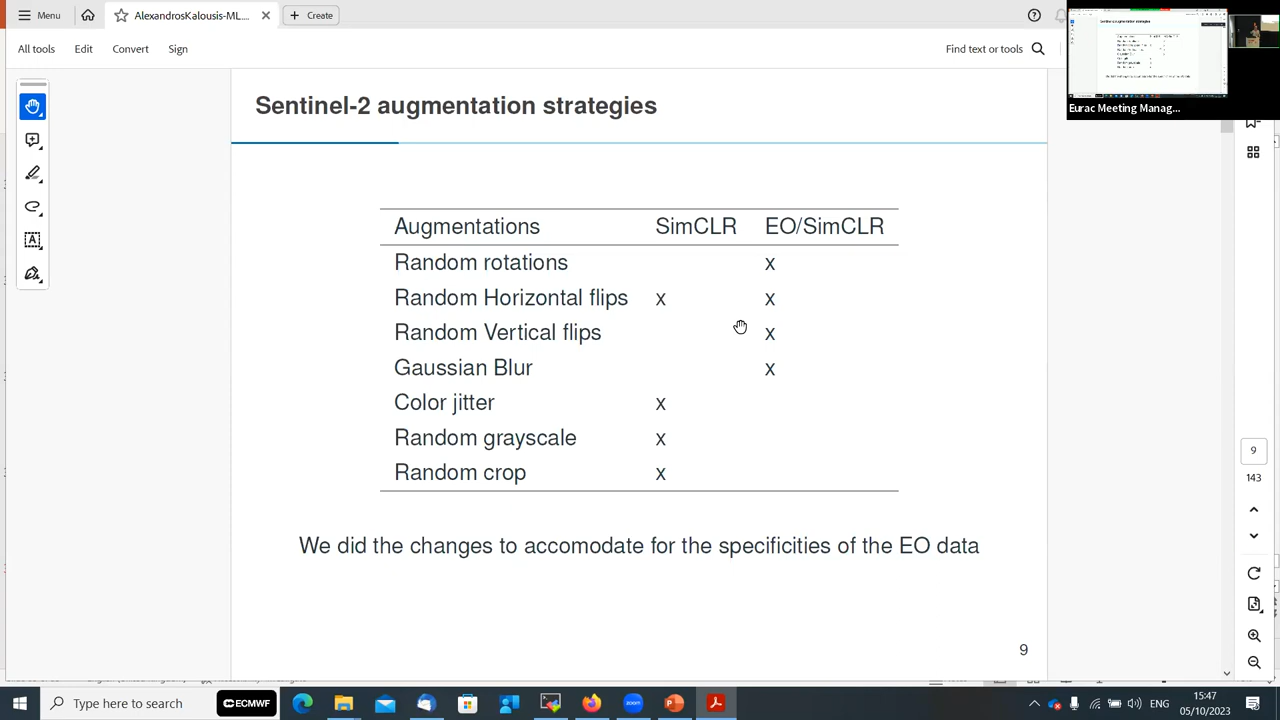 Menu
AlexandrosKalousis-ML...
Create
All tools
Edit
Convert
Sign
Find text or tools
Eurac Meeting Manag...
Sentinel-2 augmentation strategies
Augmentations SimCLR EO/SimCLR
Random rotations x
Random Horizontal flips x x
Random Vertical flips x
Gaussian Blur x
Color jitter x
Random grayscale x
Random crop x
We did the changes to accomodate for the specificities of the EO data
9
9
143
Type here to search
ECMWF
zoom
ENG
15:47
05/10/2023